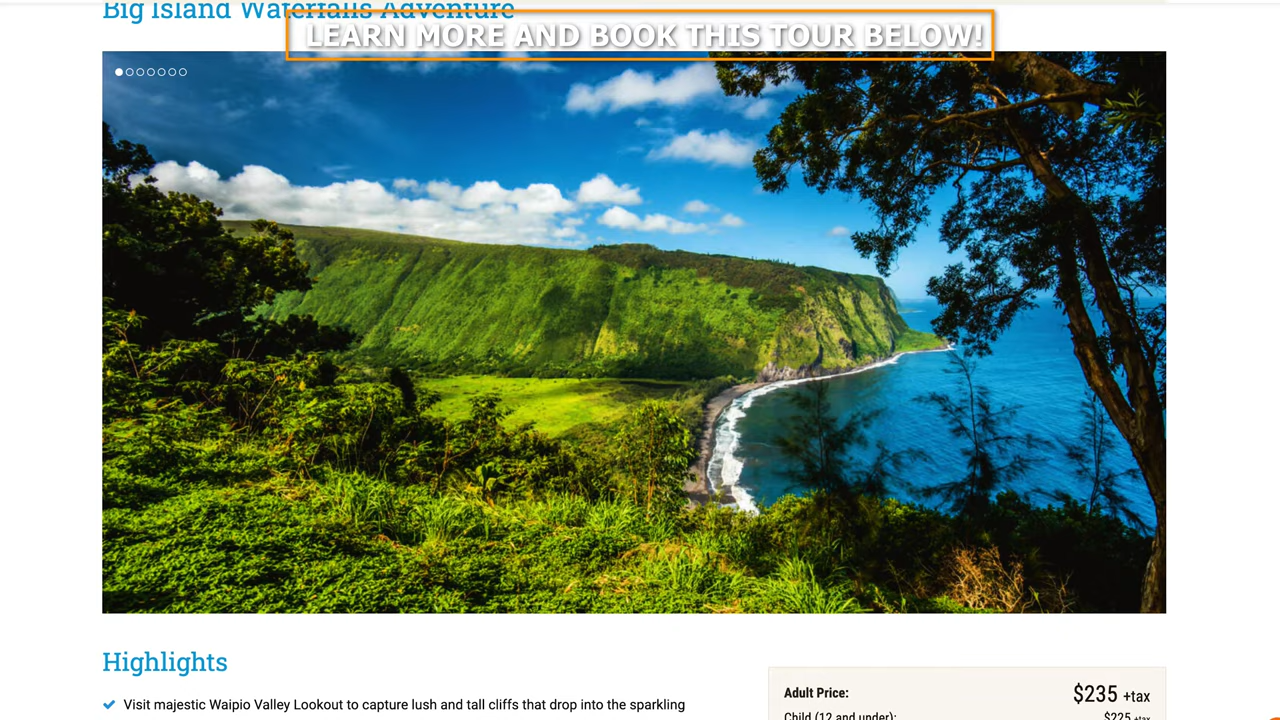 Big Island Waterfalls Adventure
LEARN MORE AND BOOK THIS TOUR BELOW!
Highlights
Visit majestic Waipio Valley Lookout to capture lush and tall cliffs that drop into the sparkling
Adult Price: $235 +tax
Child (12 and under): $225 +tax